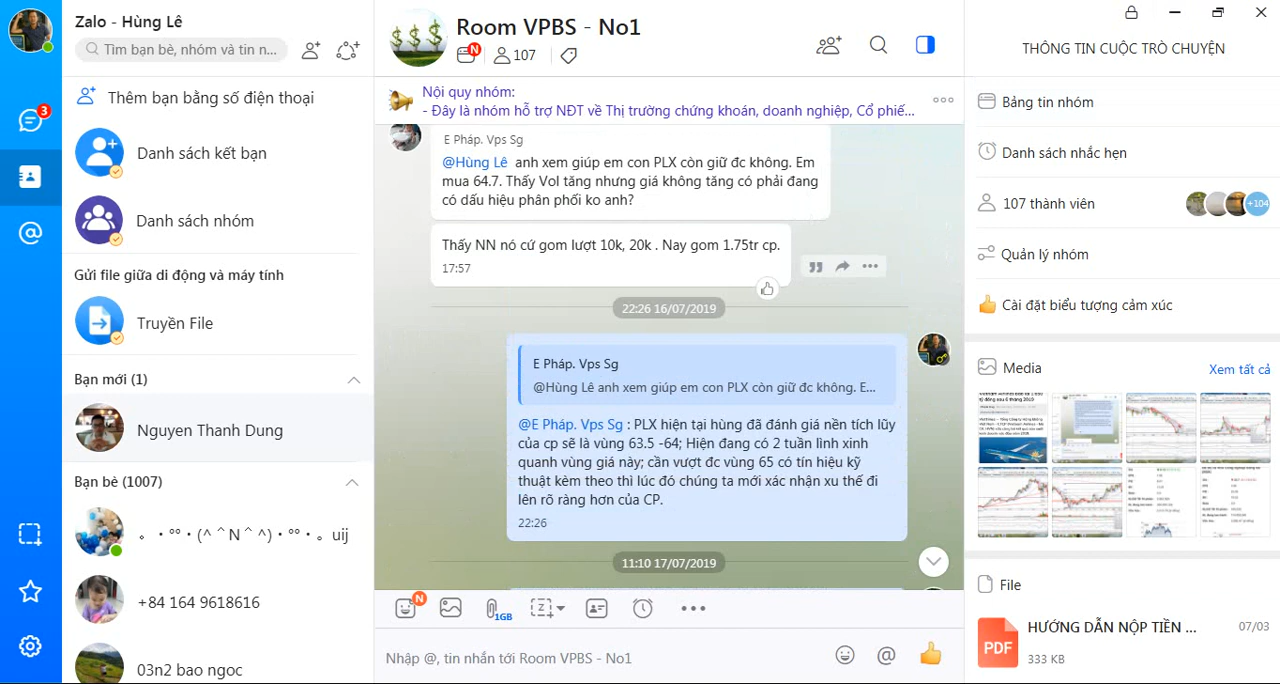 Zalo - Hùng Lê
Tìm bạn bè, nhóm và tin n...
3
Thêm bạn bằng số điện thoại
Danh sách kết bạn
Danh sách nhóm
Gửi file giữa di động và máy tính
Truyền File
Bạn mới (1)
Nguyen Thanh Dung
Bạn bè (1007)
｡ ･°°･(^＾N＾^)･°°･｡ uij
+84 164 9618616
03n2 bao ngoc
Room VPBS - No1
N
107
Nội quy nhóm:
- Đây là nhóm hỗ trợ NĐT về Thị trường chứng khoán, doanh nghiệp, Cổ phiế...
E Pháp. Vps Sg
@Hùng Lê anh xem giúp em con PLX còn giữ đc không. Em
mua 64.7. Thấy Vol tăng nhưng giá không tăng có phải đang
có dấu hiệu phân phối ko anh?
Thấy NN nó cứ gom lượt 10k, 20k . Nay gom 1.75tr cp.
17:57
22:26 16/07/2019
E Pháp. Vps Sg
@Hùng Lê anh xem giúp em con PLX còn giữ đc không. E...
@E Pháp. Vps Sg : PLX hiện tại hùng đã đánh giá nền tích lũy
của cp sẽ là vùng 63.5 -64; Hiện đang có 2 tuần lình xinh
quanh vùng giá này; cần vượt đc vùng 65 có tín hiệu kỹ
thuật kèm theo thì lúc đó chúng ta mới xác nhận xu thế đi
lên rõ ràng hơn của CP.
22:26
11:10 17/07/2019
N
1GB
Z
Nhập @, tin nhắn tới Room VPBS - No1
THÔNG TIN CUỘC TRÒ CHUYỆN
Bảng tin nhóm
Danh sách nhắc hẹn
107 thành viên
+104
Quản lý nhóm
Cài đặt biểu tượng cảm xúc
Media
Xem tất cả
File
PDF
HƯỚNG DẪN NỘP TIỀN ...
07/03
333 KB